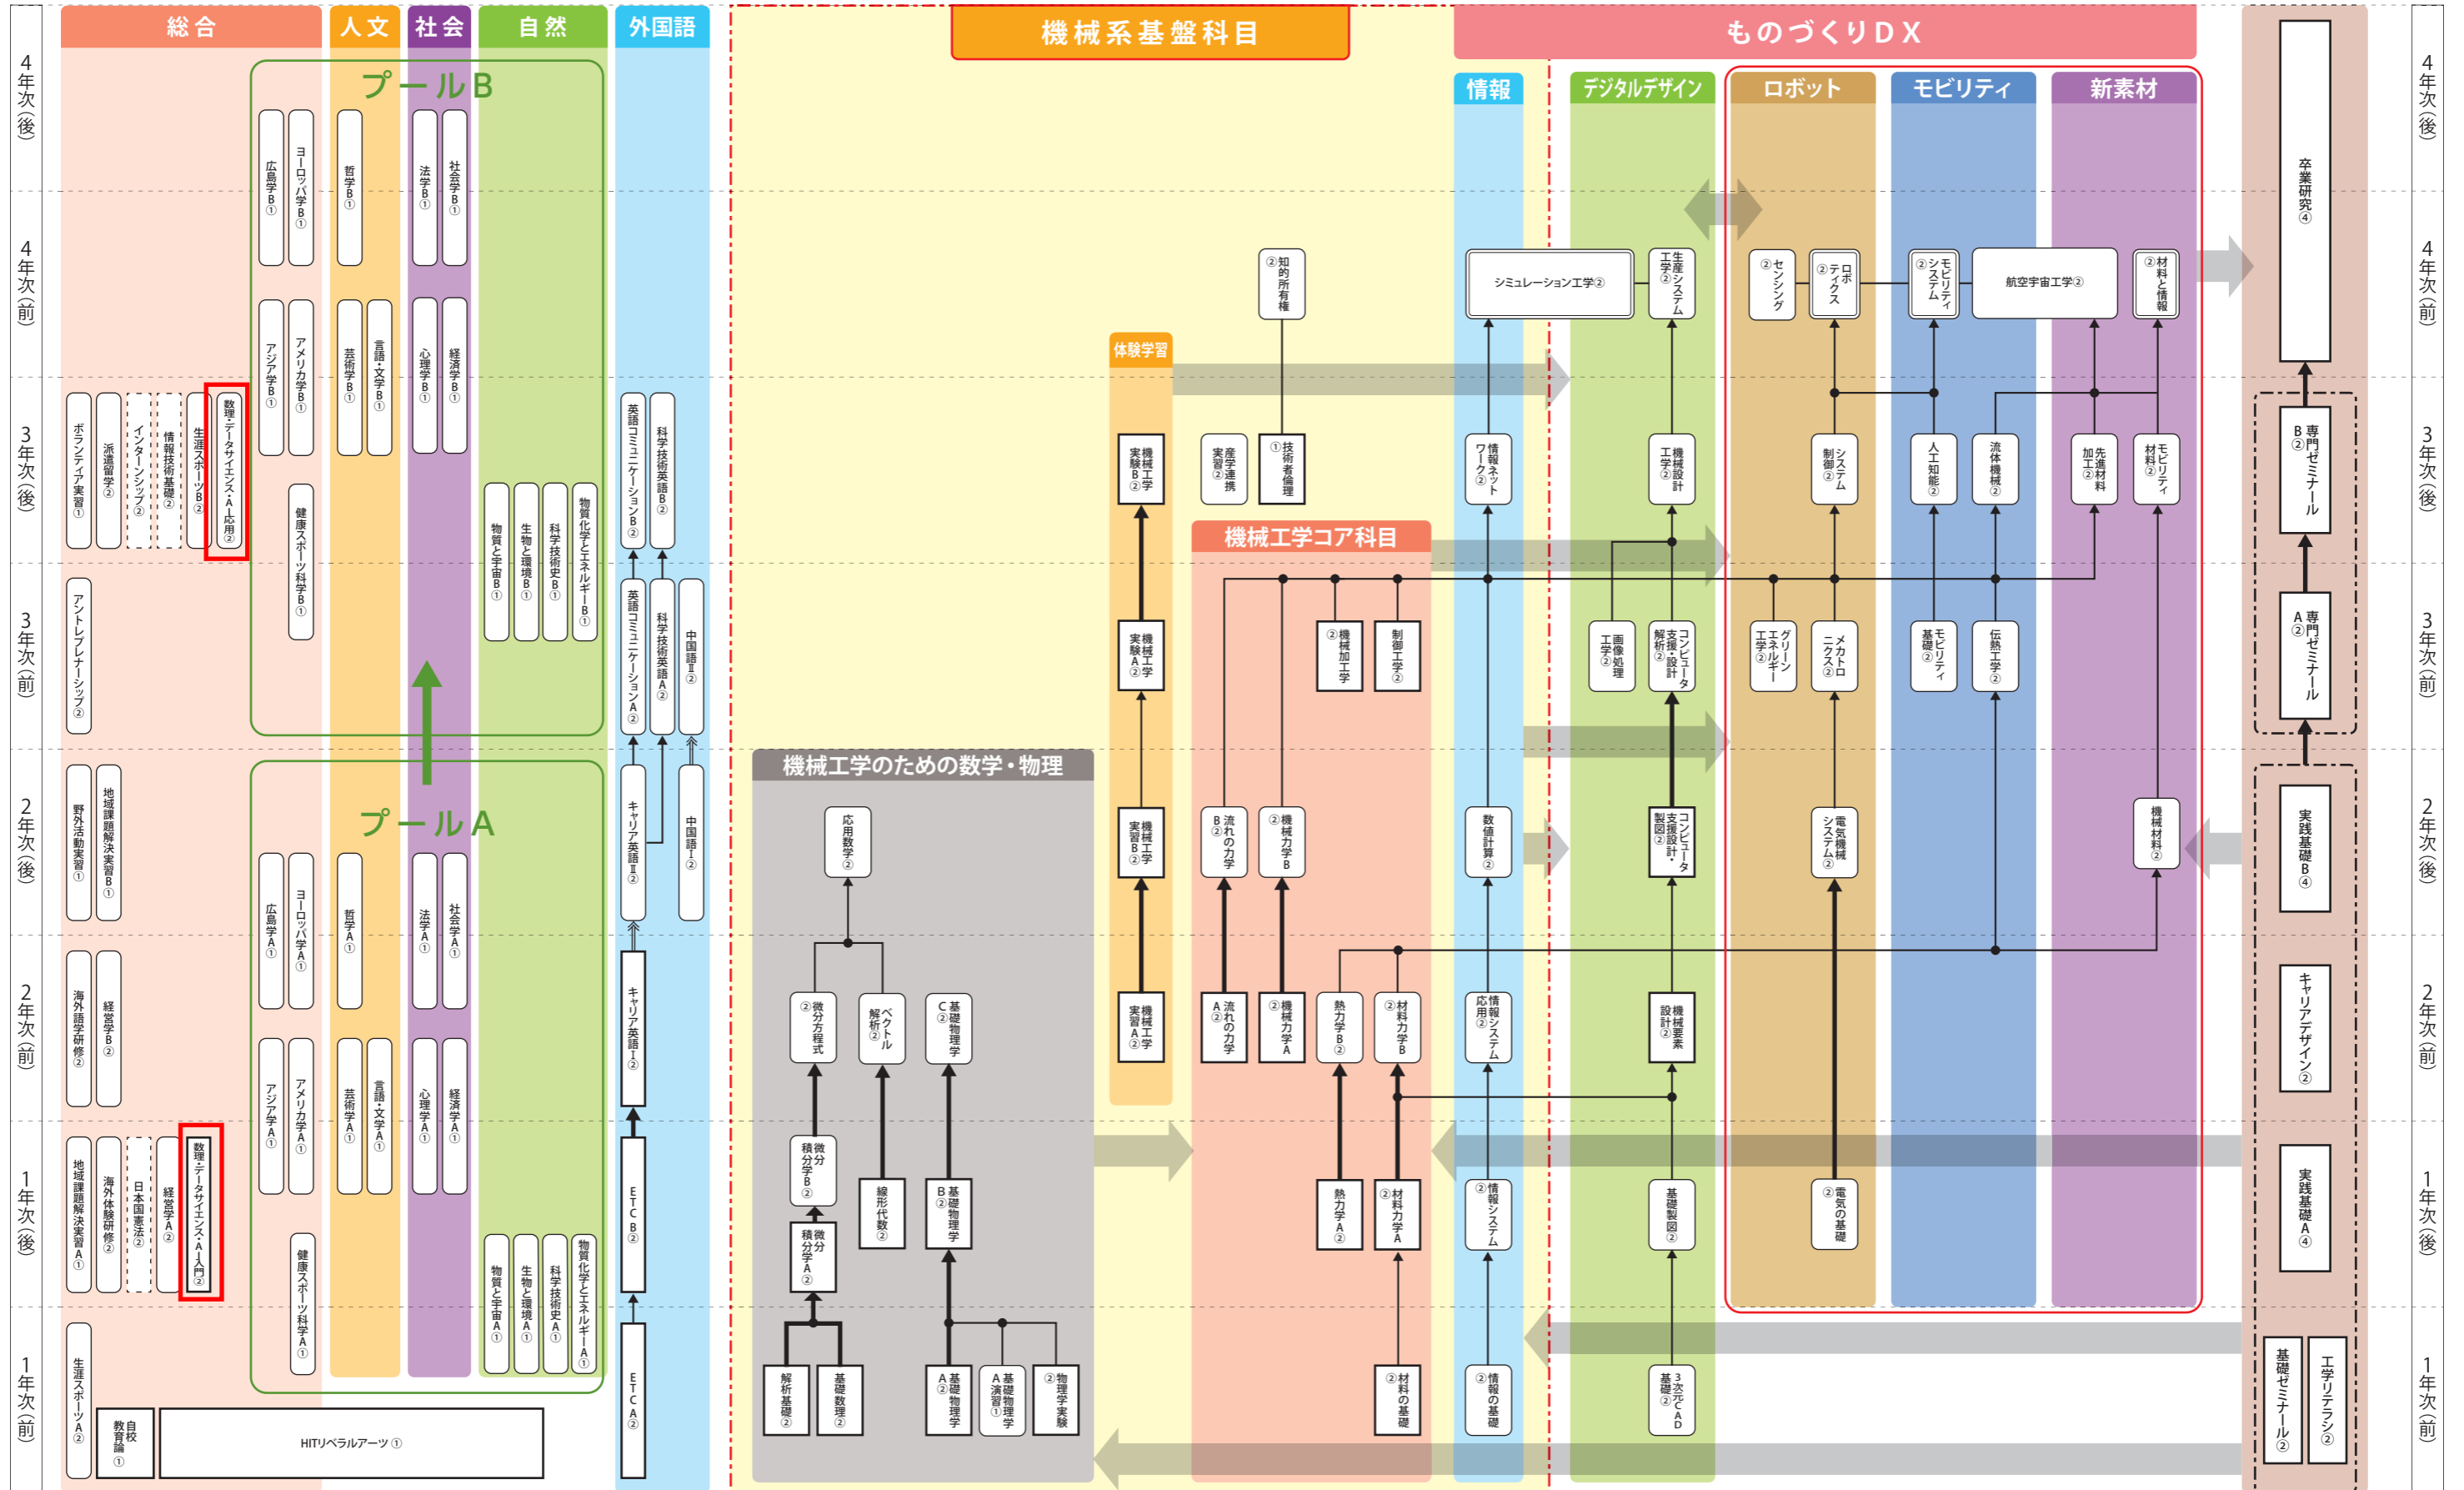 総合
人文
社会
自然
外国語
機械系基盤科目
ものづくりDX
情報
デジタルデザイン
ロボット
モビリティ
新素材
4年次(後)
4年次(前)
3年次(後)
3年次(前)
2年次(後)
2年次(前)
1年次(後)
1年次(前)
プールB
広島学B①
ヨーロッパ学B①
哲学B①
法学B①
社会学B①
アジア学B①
アメリカ学B①
芸術学B①
言語・文学B①
心理学B①
経済学B①
ボランティア実習①
派遣留学②
インターンシップ②
情報技術基礎②
生涯スポーツB②
数理・データサイエンス・AI応用②
健康スポーツ科学B①
物質と宇宙B①
生物と環境B①
科学技術史B①
物質化学とエネルギーB①
アントレプレナーシップ②
英語コミュニケーションB②
科学技術英語B②
英語コミュニケーションA②
科学技術英語A②
中国語Ⅱ②
プールA
野外活動実習①
地域課題解決実習B①
キャリア英語Ⅱ②
中国語Ⅰ②
広島学A①
ヨーロッパ学A①
哲学A①
法学A①
社会学A①
海外語学研修②
経営学B②
キャリア英語Ⅰ②
アジア学A①
アメリカ学A①
芸術学A①
言語・文学A①
心理学A①
経済学A①
地域課題解決実習A①
海外体験研修②
日本国憲法②
経営学A②
数理・データサイエンス・AI入門②
ETC B②
健康スポーツ科学A①
物質と宇宙A①
生物と環境A①
科学技術史A①
物質化学とエネルギーA①
生涯スポーツA②
自校
教育論①
HITリベラルアーツ①
ETC A②
機械工学のための数学・物理
応用数学②
微分方程式②
ベクトル
解析②
基礎物理学
C②
微分
積分学B②
線形代数②
基礎物理学
B②
微分
積分学A②
解析基礎②
基礎数理②
基礎物理学
A②
基礎物理学
A演習①
物理学実験②
体験学習
機械工学
実験B②
機械工学
実験A②
機械工学
実習B②
機械工学
実習A②
知的所有権②
産学連携
実習②
技術者倫理①
機械工学コア科目
機械加工学②
制御工学②
流れの力学
B②
機械力学B②
流れの力学
A②
機械力学A②
熱力学B②
材料力学B②
熱力学A②
材料力学A②
材料の基礎②
シミュレーション工学②
情報ネット
ワーク②
数値計算②
情報システム
応用②
情報システム②
情報の基礎②
生産システム
工学②
機械設計
工学②
画像処理
工学②
コンピュータ
支援・設計
解析②
コンピュータ
支援設計・
製図②
機械要素
設計②
基礎製図②
3次元CAD
基礎②
センシング②
ロボ
ティクス②
システム
制御②
グリーン
エネルギー
工学②
メカトロ
ニクス②
電気機械
システム②
電気の基礎②
モビリティ
システム②
航空宇宙工学②
材料と情報②
人工知能②
流体機械②
先進材料
加工②
モビリティ
材料②
モビリティ
基礎②
伝熱工学②
機械材料②
卒業研究④
専門ゼミナール
B②
専門ゼミナール
A②
実践基礎B④
キャリアデザイン②
実践基礎A④
基礎ゼミナール②
工学リテラシ②
4年次(後)
4年次(前)
3年次(後)
3年次(前)
2年次(後)
2年次(前)
1年次(後)
1年次(前)